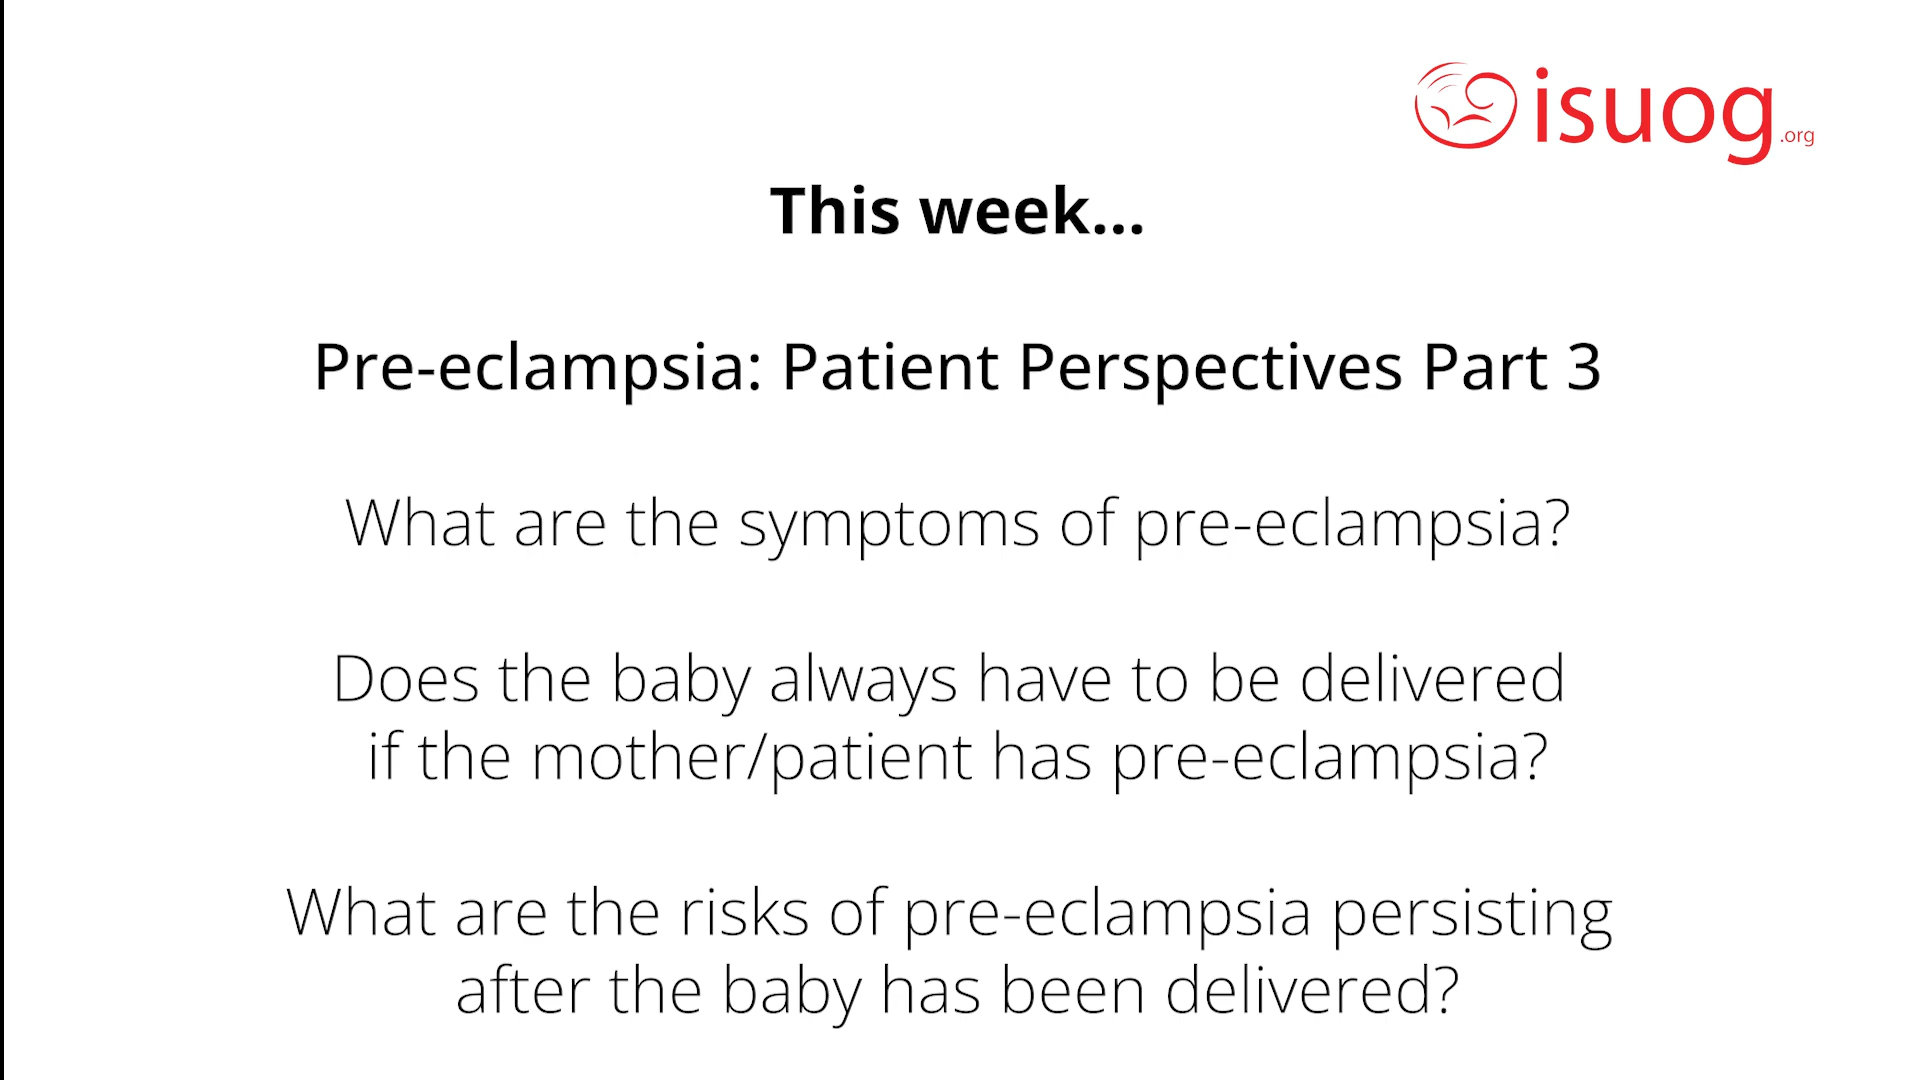 isuog.org
This week...
Pre-eclampsia: Patient Perspectives Part 3
What are the symptoms of pre-eclampsia?
Does the baby always have to be delivered
if the mother/patient has pre-eclampsia?
What are the risks of pre-eclampsia persisting
after the baby has been delivered?